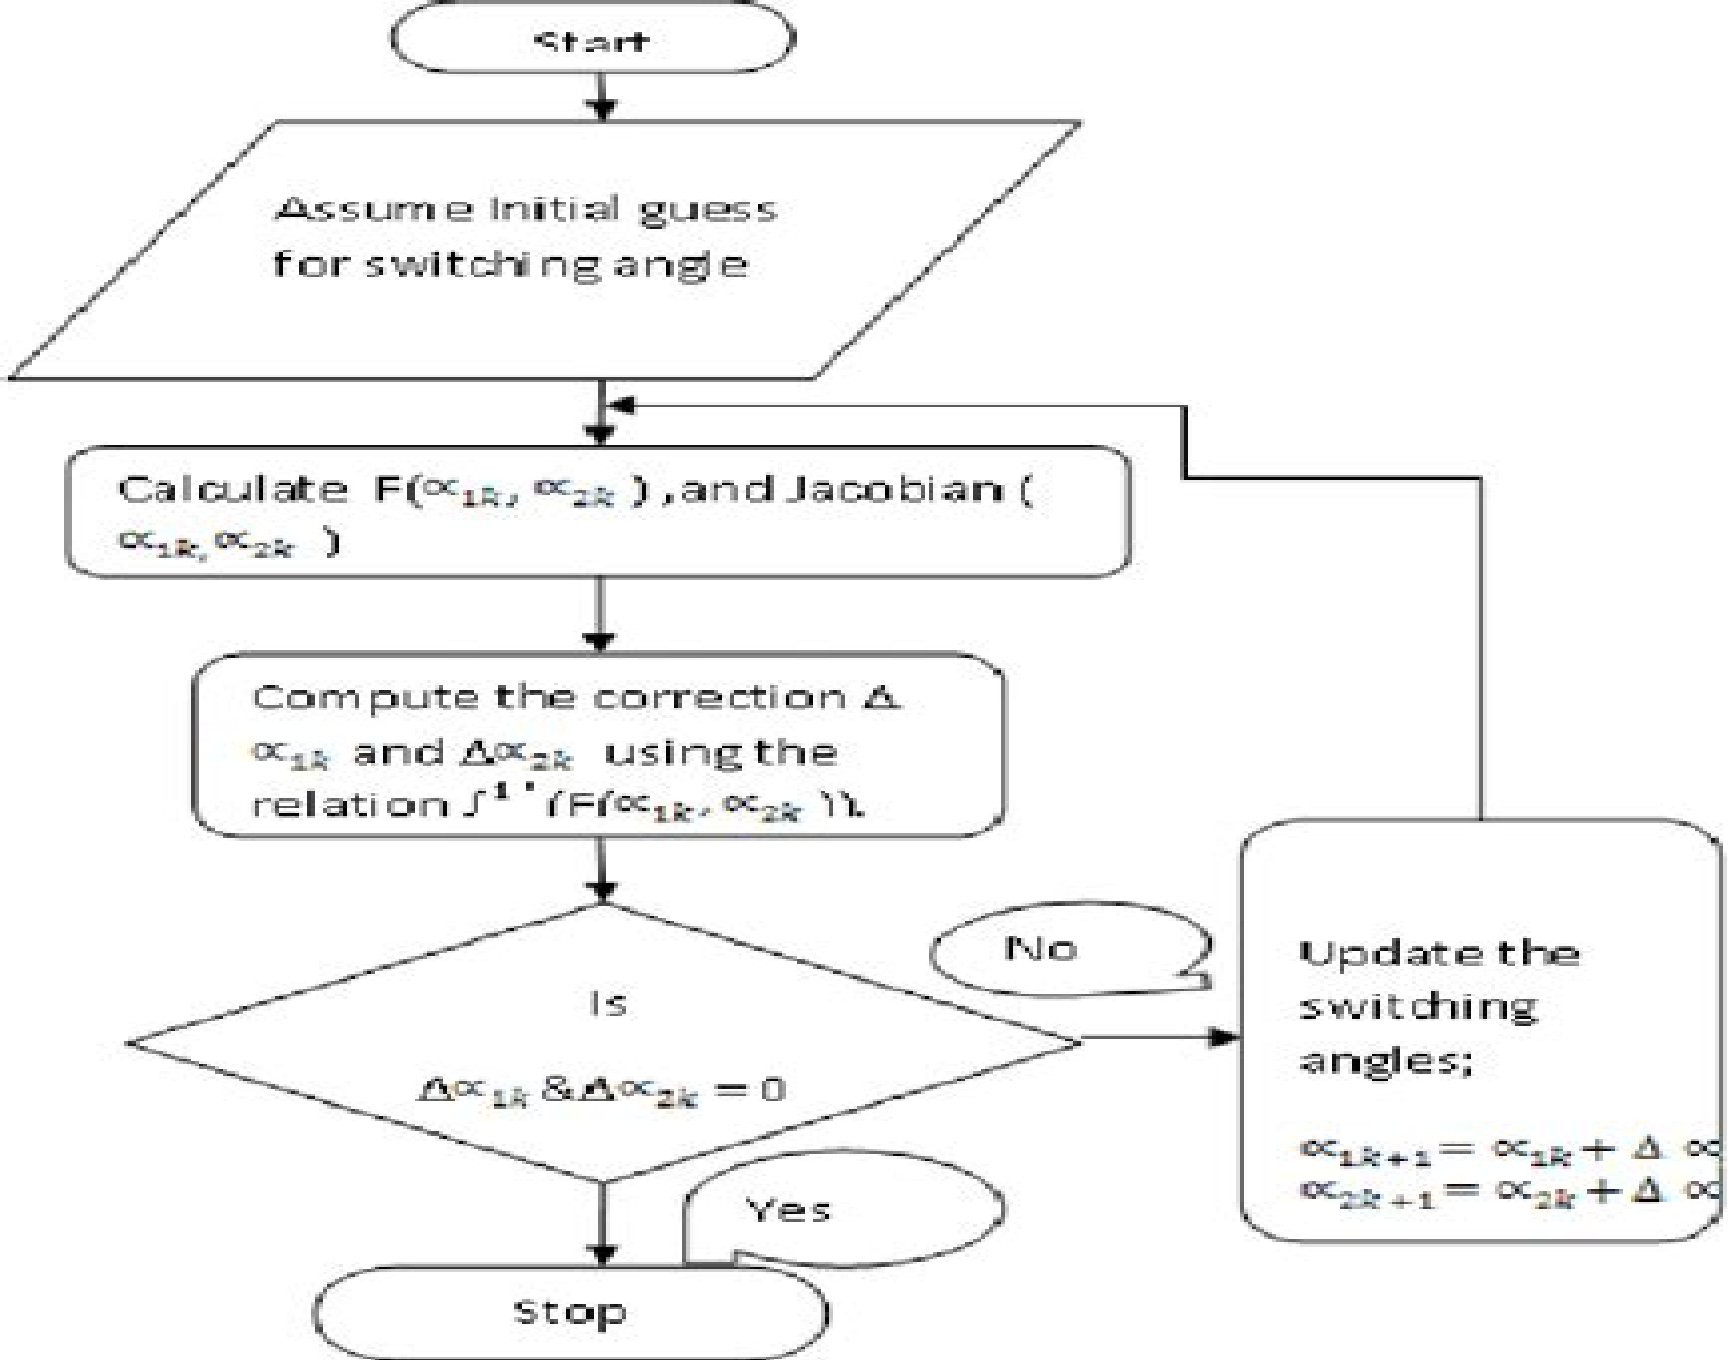 Start
Assume Initial guess
for switching angle
Calculate F(∝1k, ∝2k ),and Jacobian (
∝1k,∝2k )
Compute the correction Δ
∝1k and Δ∝2k using the
relation (F(∝1k, ∝2k )).
Is
Δ∝1k &Δ∝2k = 0
No
Yes
Update the
switching
angles;
∝1k+1= ∝1k+ Δ ∝
∝2k+1= ∝2k+ Δ ∝
Stop